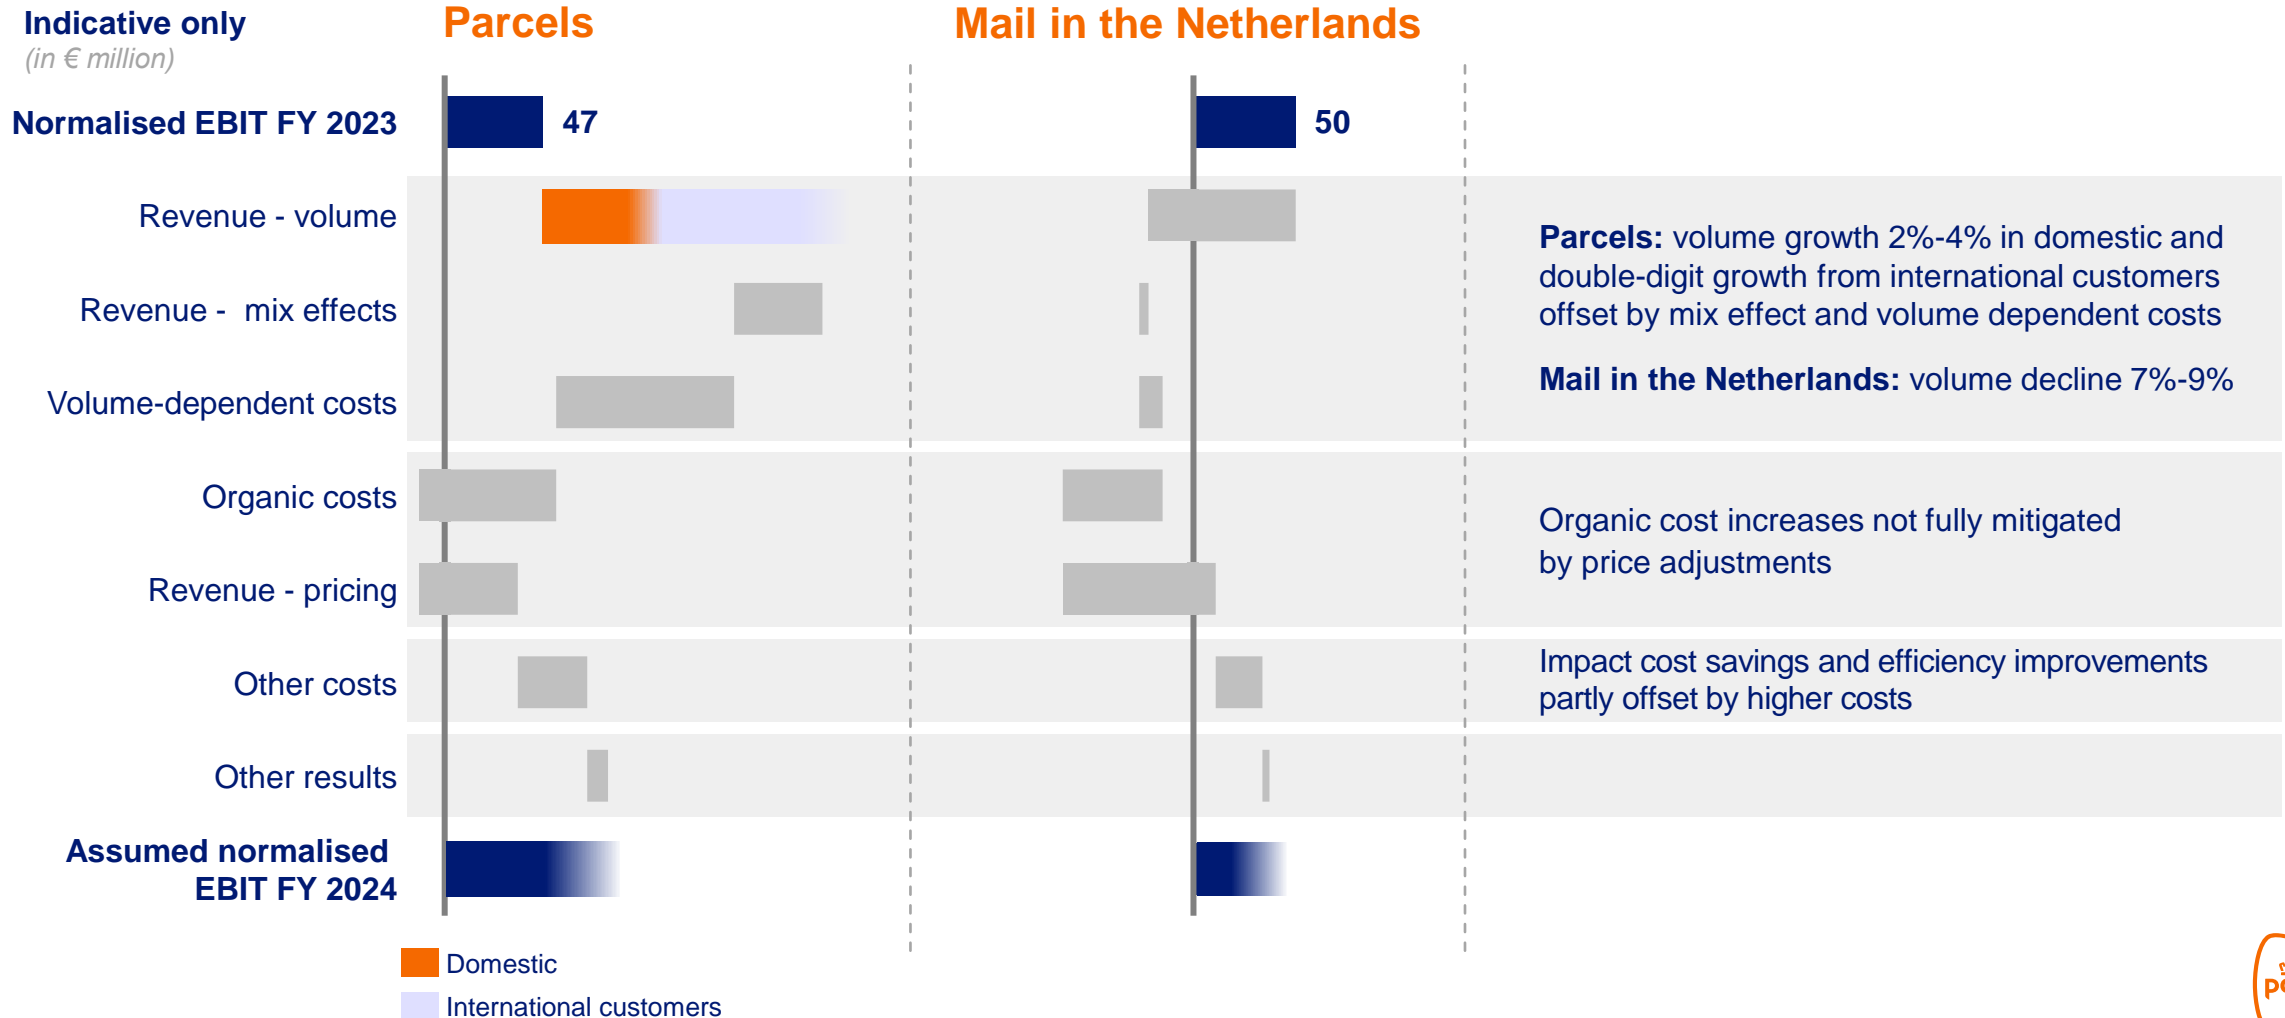 Indicative only
(in € million)
Parcels
Mail in the Netherlands
Normalised EBIT FY 2023
47
50
Revenue - volume
Revenue - mix effects
Volume-dependent costs
Parcels: volume growth 2%-4% in domestic and
double-digit growth from international customers
offset by mix effect and volume dependent costs
Mail in the Netherlands: volume decline 7%-9%
Organic costs
Revenue - pricing
Organic cost increases not fully mitigated
by price adjustments
Other costs
Impact cost savings and efficiency improvements
partly offset by higher costs
Other results
Assumed normalised
EBIT FY 2024
Domestic
International customers